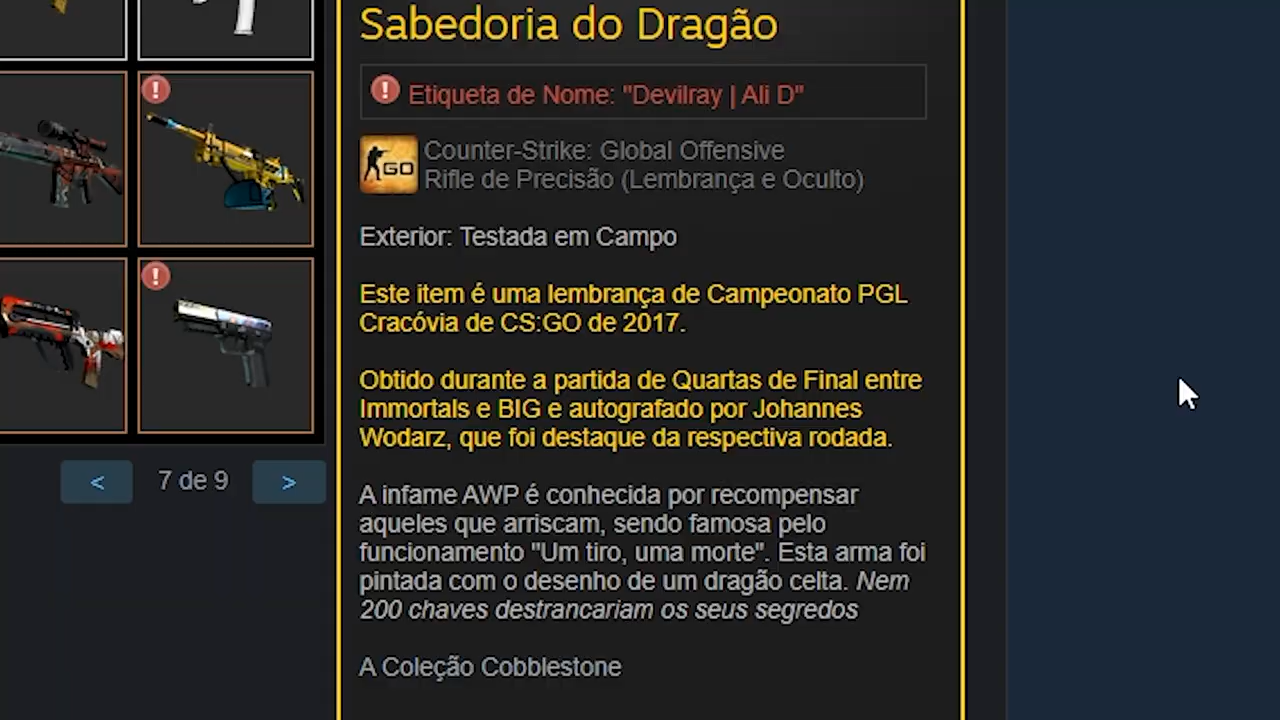 Sabedoria do Dragão
! Etiqueta de Nome: "Devilray | Ali D"
GO
Counter-Strike: Global Offensive
Rifle de Precisão (Lembrança e Oculto)
Exterior: Testada em Campo
Este item é uma lembrança de Campeonato PGL
Cracóvia de CS:GO de 2017.
Obtido durante a partida de Quartas de Final entre
Immortals e BIG e autografado por Johannes
Wodarz, que foi destaque da respectiva rodada.
A infame AWP é conhecida por recompensar
aqueles que arriscam, sendo famosa pelo
funcionamento "Um tiro, uma morte". Esta arma foi
pintada com o desenho de um dragão celta. Nem
200 chaves destrancariam os seus segredos
A Coleção Cobblestone
!
!
< 7 de 9 >